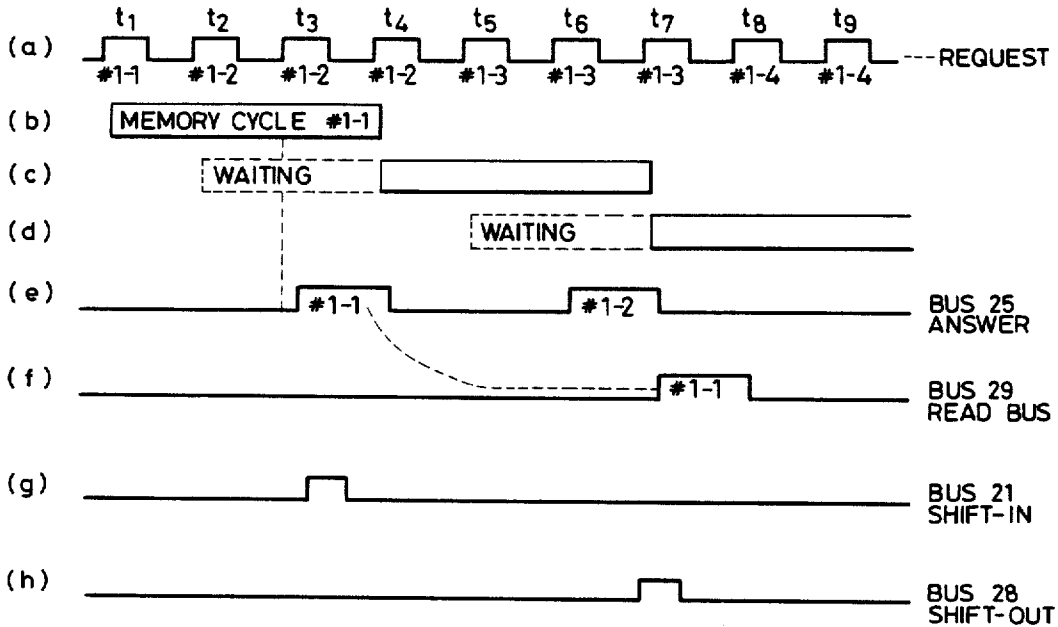 t1 t2 t3 t4 t5 t6 t7 t8 t9
(a) ---REQUEST
#1-1 #1-2 #1-2 #1-2 #1-3 #1-3 #1-3 #1-4 #1-4
(b) MEMORY CYCLE #1-1
(c) WAITING
(d) WAITING
(e) #1-1 #1-2 BUS 25
ANSWER
(f) #1-1 BUS 29
READ BUS
(g) BUS 21
SHIFT-IN
(h) BUS 28
SHIFT-OUT